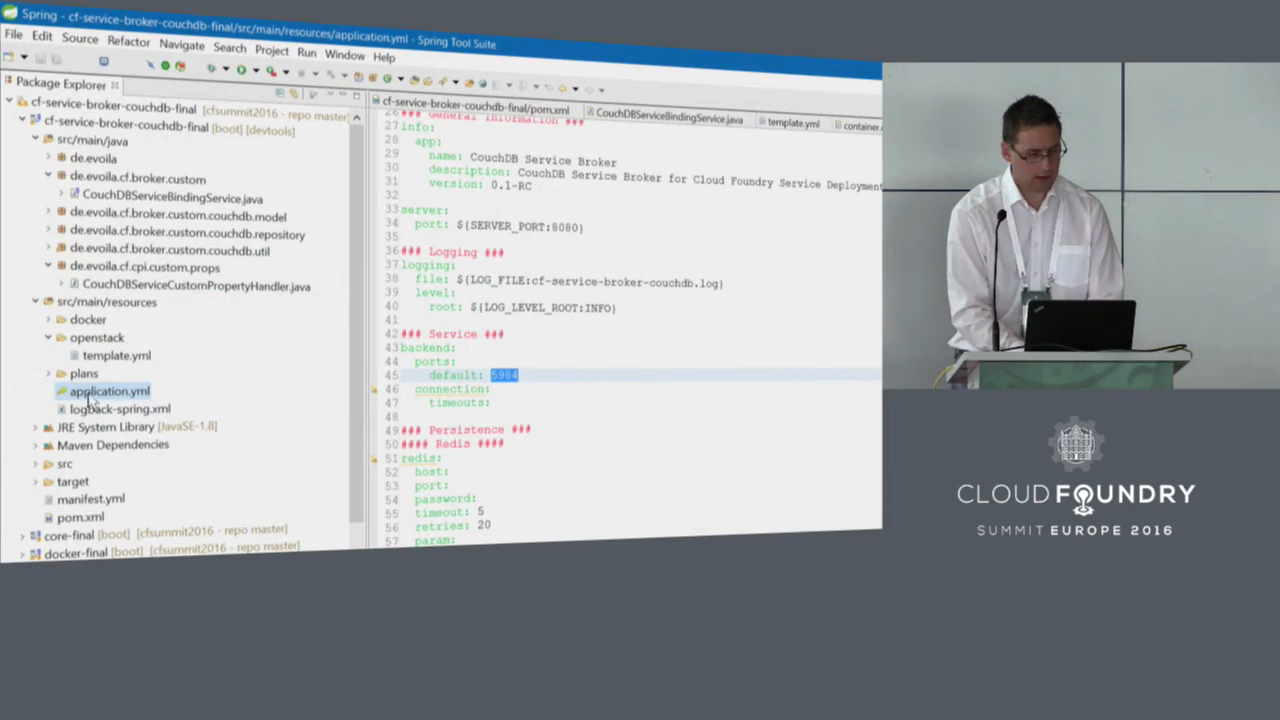 Spring - cf-service-broker-couchdb-final/src/main/resources/application.yml - Spring Tool Suite
File Edit Source Refactor Navigate Search Project Run Window Help
Package Explorer
cf-service-broker-couchdb-final [cfsummit2016 - repo master]
cf-service-broker-couchdb-final [boot] [devtools]
src/main/java
de.evoila
de.evoila.cf.broker.custom
CouchDBServiceBindingService.java
de.evoila.cf.broker.custom.couchdb.model
de.evoila.cf.broker.custom.couchdb.repository
de.evoila.cf.broker.custom.couchdb.util
de.evoila.cf.cpi.custom.props
CouchDBServiceCustomPropertyHandler.java
src/main/resources
docker
openstack
template.yml
plans
application.yml
logback-spring.xml
JRE System Library [JavaSE-1.8]
Maven Dependencies
src
target
manifest.yml
pom.xml
core-final [boot] [cfsummit2016 - repo master]
docker-final [boot] [cfsummit2016 - repo master]
cf-service-broker-couchdb-final/pom.xml CouchDBServiceBindingService.java template.yml container.
26 ### General Information ###
27 info:
28 app:
29 name: CouchDB Service Broker
30 description: CouchDB Service Broker for Cloud Foundry Service Deployment
31 version: 0.1-RC
32
33 server:
34 port: ${SERVER_PORT:8080}
35
36 ### Logging ###
37 logging:
38 file: ${LOG_FILE:cf-service-broker-couchdb.log}
39 level:
40 root: ${LOG_LEVEL_ROOT:INFO}
41
42 ### Service ###
43 backend:
44 ports:
45 default: 5984
46 connection:
47 timeouts:
48
49 ### Persistence ###
50 #### Redis ####
51 redis:
52 host:
53 port:
54 password:
55 timeout: 5
56 retries: 20
57 param:
CLOUD FOUNDRY
SUMMIT EUROPE 2016